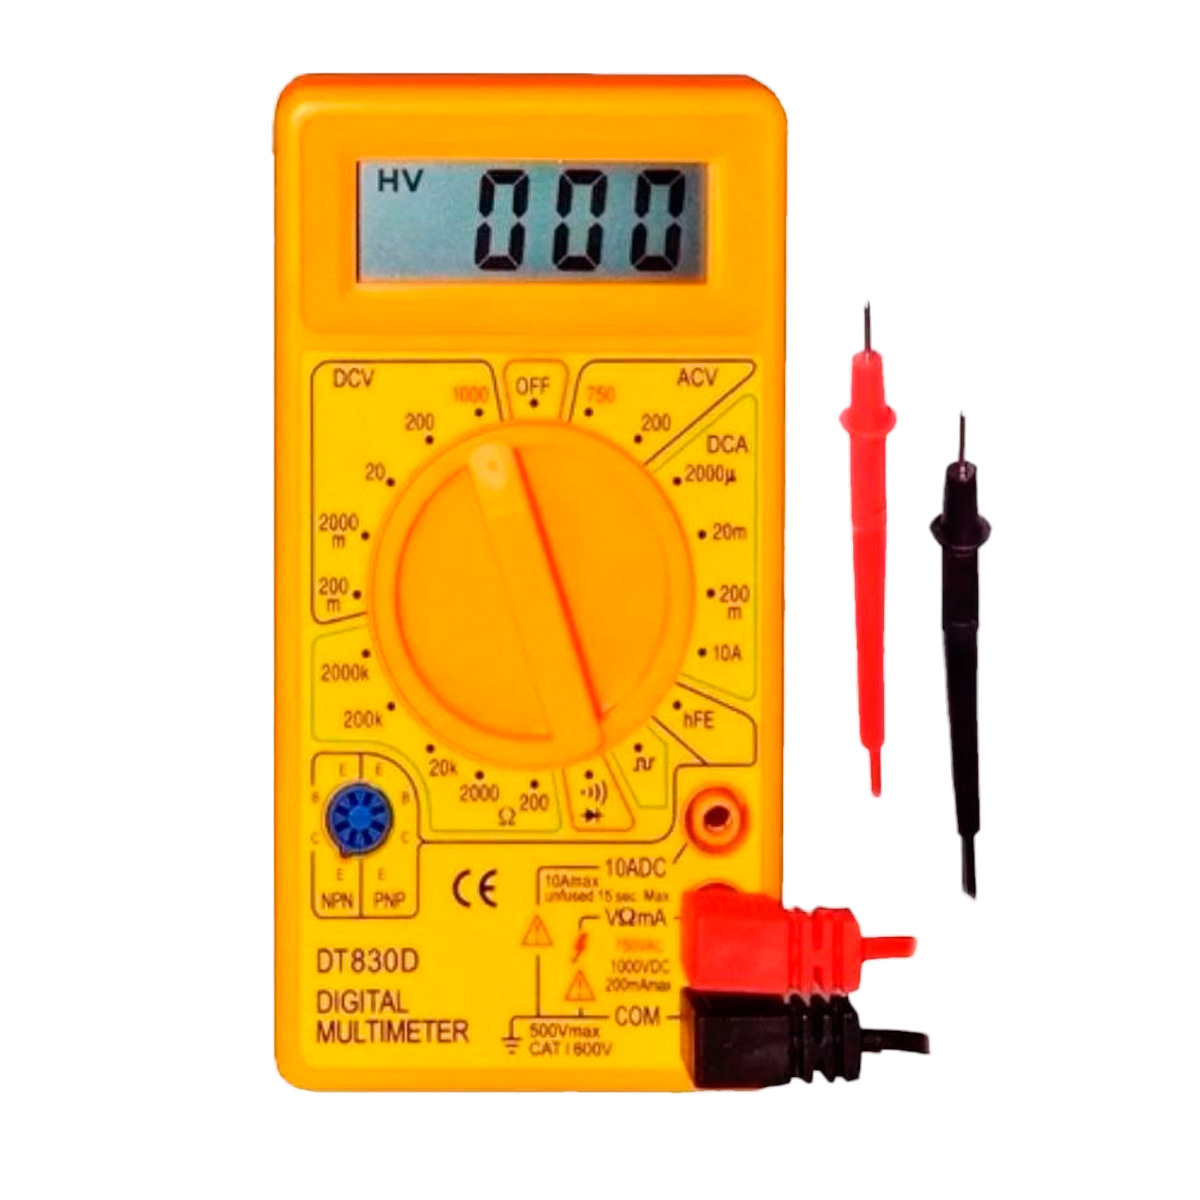 HV 000
DCV
1000
OFF
750
ACV
200
200
DCA
20
2000µ
2000
m
20m
200
m
200
m
2000k
10A
200k
hFE
20k
2000
Ω
200
E E
B B
C C
E E
NPN PNP
CE
10ADC
10Amax
unfused 15 sec. Max
VΩmA
750VAC
1000VDC
200mAmax
DT830D
DIGITAL
MULTIMETER
COM
500Vmax
CAT I 600V